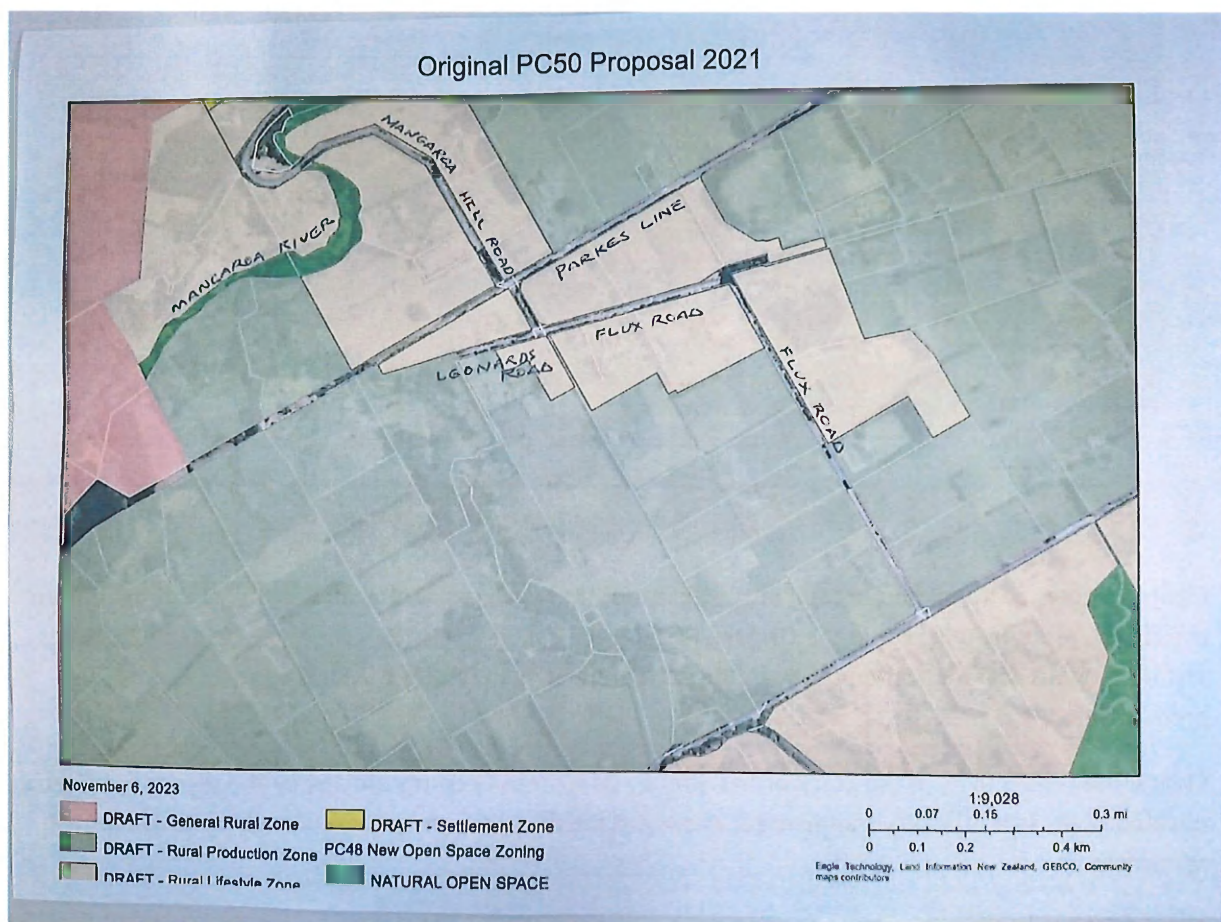 Original PC50 Proposal 2021
MANGAROA
HILL ROAD
MANGAROA RIVER
PARKES LINE
FLUX ROAD
LEONARDS
ROAD
FLUX ROAD
November 6, 2023
DRAFT - General Rural Zone
DRAFT - Rural Production Zone
DRAFT - Rural Lifestyle Zone
DRAFT - Settlement Zone
PC48 New Open Space Zoning
NATURAL OPEN SPACE
1:9,028
0 0.07 0.15 0.3 mi
0 0.1 0.2 0.4 km
Eagle Technology, Land Information New Zealand, GEBCO, Community
maps contributors